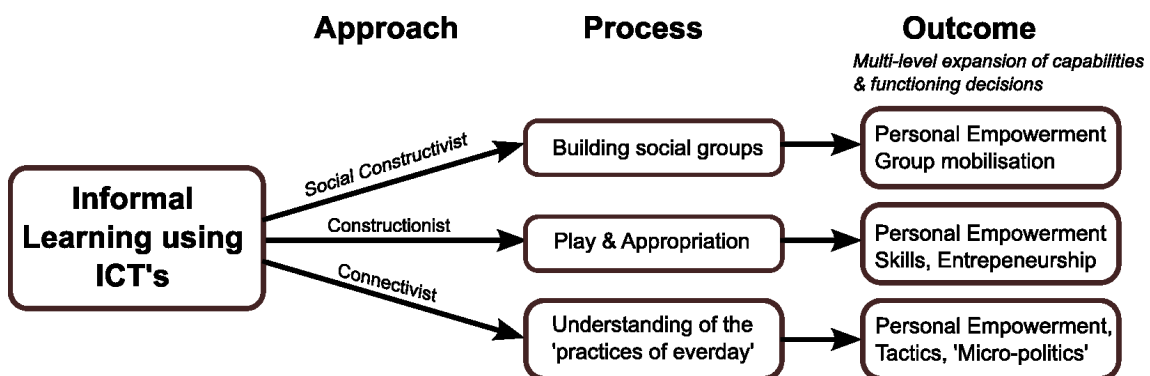 Approach
Process
Outcome
Multi-level expansion of capabilities
& functioning decisions
Informal
Learning using
ICT's
Social Constructivist
Building social groups
Personal Empowerment
Group mobilisation
Constructionist
Play & Appropriation
Personal Empowerment
Skills, Entrepeneurship
Connectivist
Understanding of the
'practices of everday'
Personal Empowerment,
Tactics, 'Micro-politics'